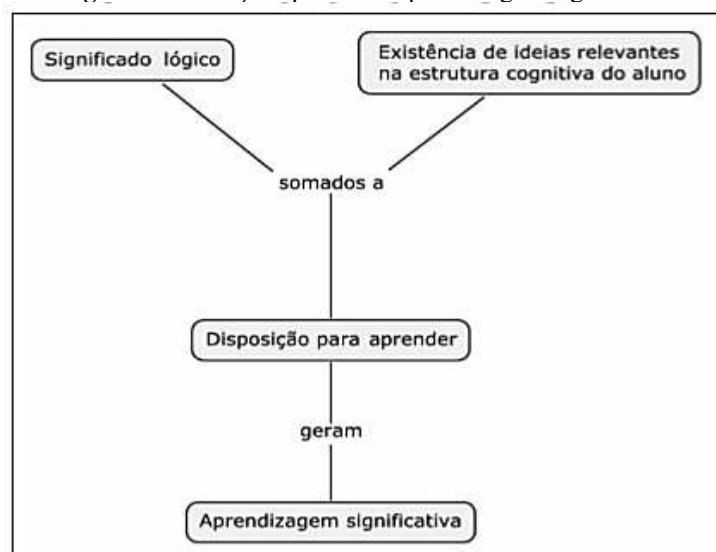 Significado lógico
Existência de ideias relevantes
na estrutura cognitiva do aluno
somados a
Disposição para aprender
geram
Aprendizagem significativa